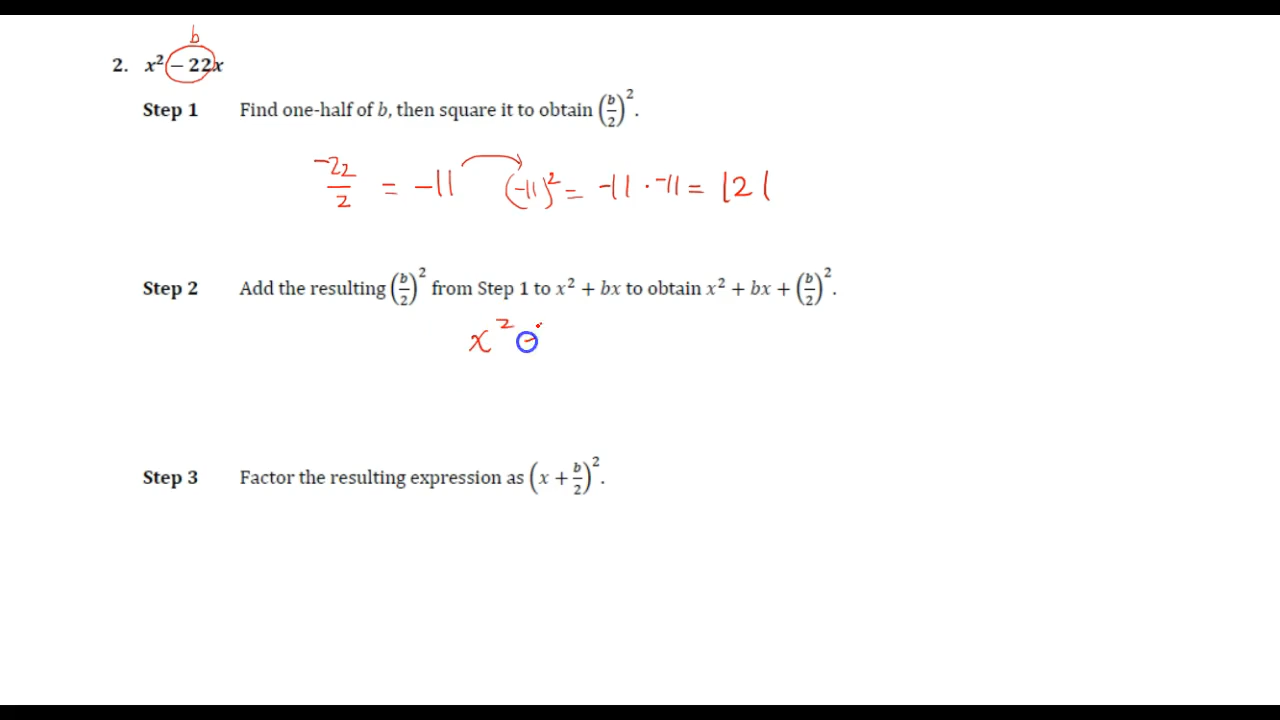 b
2. x² – 22x
Step 1 Find one-half of b, then square it to obtain (b/2)².
-22/2 = -11 (-11)² = -11 · -11 = 121
Step 2 Add the resulting (b/2)² from Step 1 to x² + bx to obtain x² + bx + (b/2)².
x² -
Step 3 Factor the resulting expression as (x + b/2)².